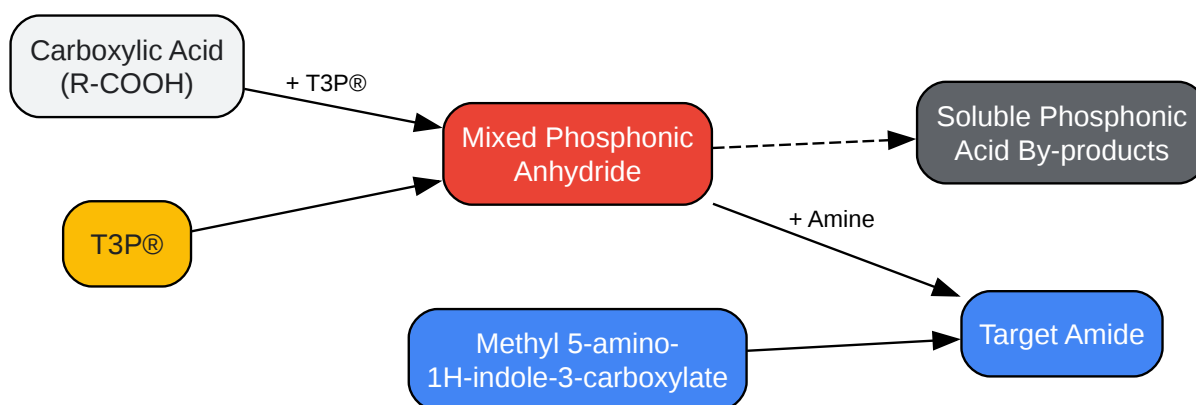 Carboxylic Acid
(R-COOH)
+ T3P®
Mixed Phosphonic
Anhydride
Soluble Phosphonic
Acid By-products
T3P®
+ Amine
Methyl 5-amino-
1H-indole-3-carboxylate
Target Amide